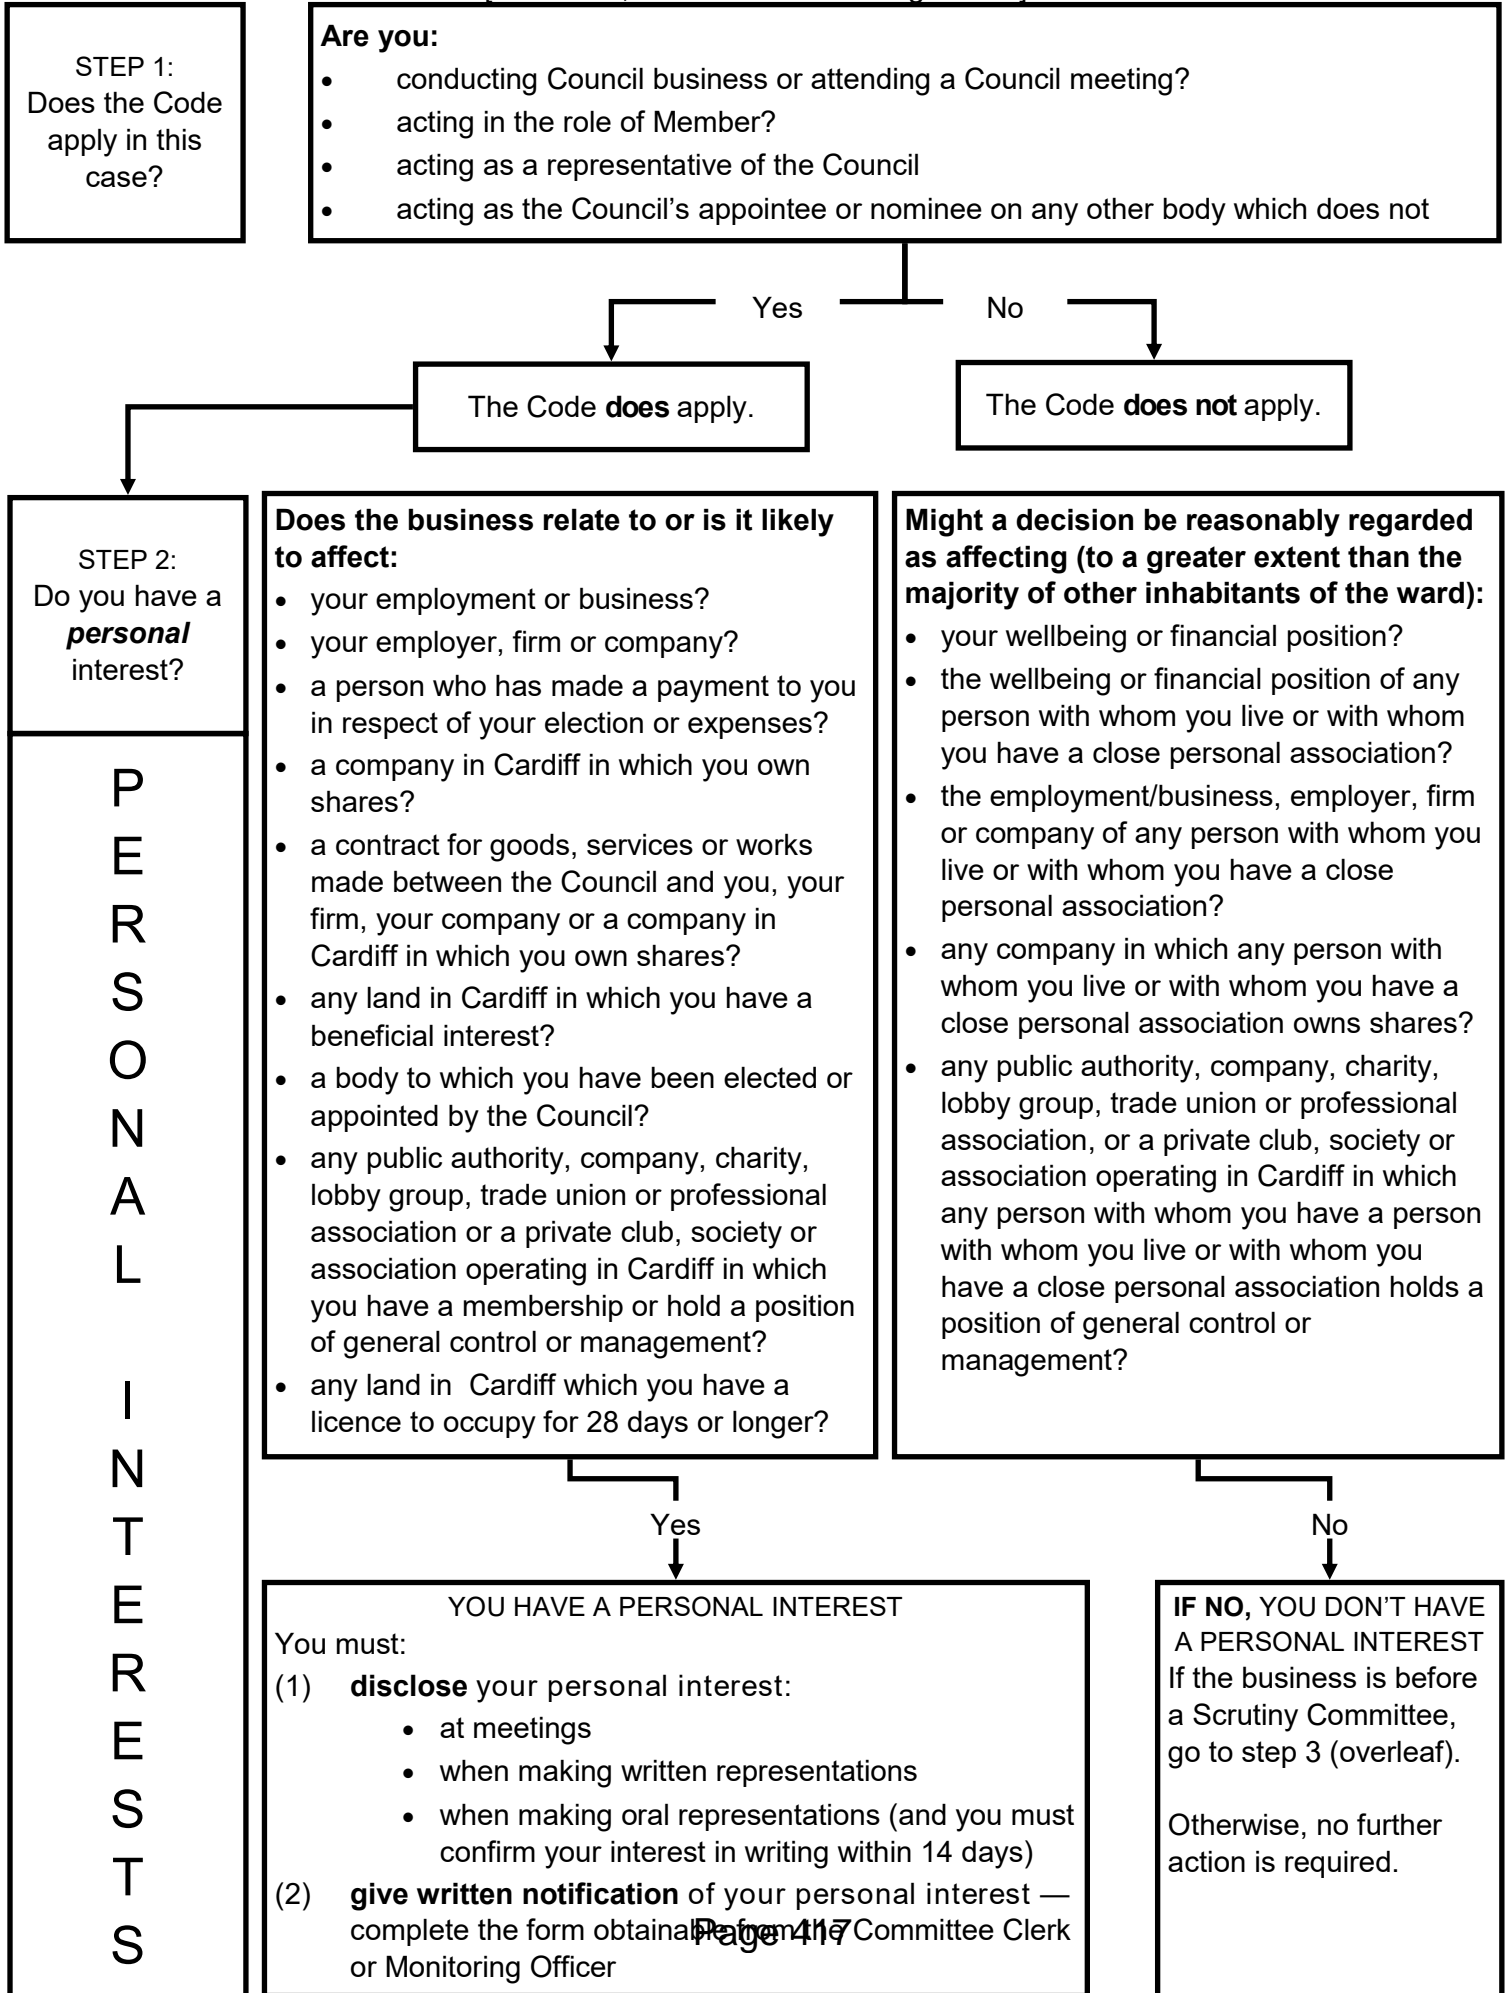 STEP 1:
Does the Code
apply in this
case?
Are you:
• conducting Council business or attending a Council meeting?
• acting in the role of Member?
• acting as a representative of the Council
• acting as the Council’s appointee or nominee on any other body which does not
Yes
No
The Code does apply.
The Code does not apply.
STEP 2:
Do you have a
personal
interest?
PERSONAL INTERESTS
Does the business relate to or is it likely
to affect:
• your employment or business?
• your employer, firm or company?
• a person who has made a payment to you
in respect of your election or expenses?
• a company in Cardiff in which you own
shares?
• a contract for goods, services or works
made between the Council and you, your
firm, your company or a company in
Cardiff in which you own shares?
• any land in Cardiff in which you have a
beneficial interest?
• a body to which you have been elected or
appointed by the Council?
• any public authority, company, charity,
lobby group, trade union or professional
association or a private club, society or
association operating in Cardiff in which
you have a membership or hold a position
of general control or management?
• any land in  Cardiff which you have a
licence to occupy for 28 days or longer?
Might a decision be reasonably regarded
as affecting (to a greater extent than the
majority of other inhabitants of the ward):
• your wellbeing or financial position?
• the wellbeing or financial position of any
person with whom you live or with whom
you have a close personal association?
• the employment/business, employer, firm
or company of any person with whom you
live or with whom you have a close
personal association?
• any company in which any person with
whom you live or with whom you have a
close personal association owns shares?
• any public authority, company, charity,
lobby group, trade union or professional
association, or a private club, society or
association operating in Cardiff in which
any person with whom you have a person
with whom you live or with whom you
have a close personal association holds a
position of general control or
management?
Yes
No
YOU HAVE A PERSONAL INTEREST
You must:
(1) disclose your personal interest:
• at meetings
• when making written representations
• when making oral representations (and you must
confirm your interest in writing within 14 days)
(2) give written notification of your personal interest —
complete the form obtainable from the Committee Clerk
or Monitoring Officer
IF NO, YOU DON’T HAVE
A PERSONAL INTEREST
If the business is before
a Scrutiny Committee,
go to step 3 (overleaf).
Otherwise, no further
action is required.
Page 417